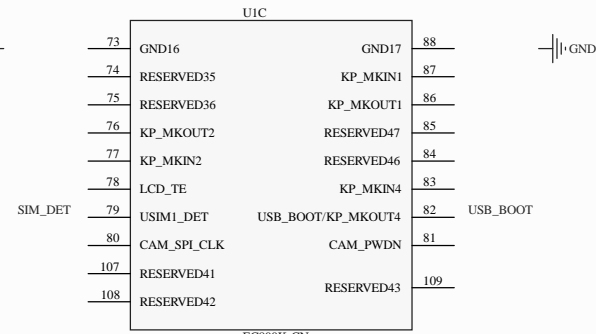 U1C
73 GND16 GND17 88 GND
74 RESERVED35 KP_MKIN1 87
75 RESERVED36 KP_MKOUT1 86
76 KP_MKOUT2 RESERVED47 85
77 KP_MKIN2 RESERVED46 84
78 LCD_TE KP_MKIN4 83
SIM_DET 79 USIM1_DET USB_BOOT/KP_MKOUT4 82 USB_BOOT
80 CAM_SPI_CLK CAM_PWDN 81
107 RESERVED41
RESERVED43 109
108 RESERVED42